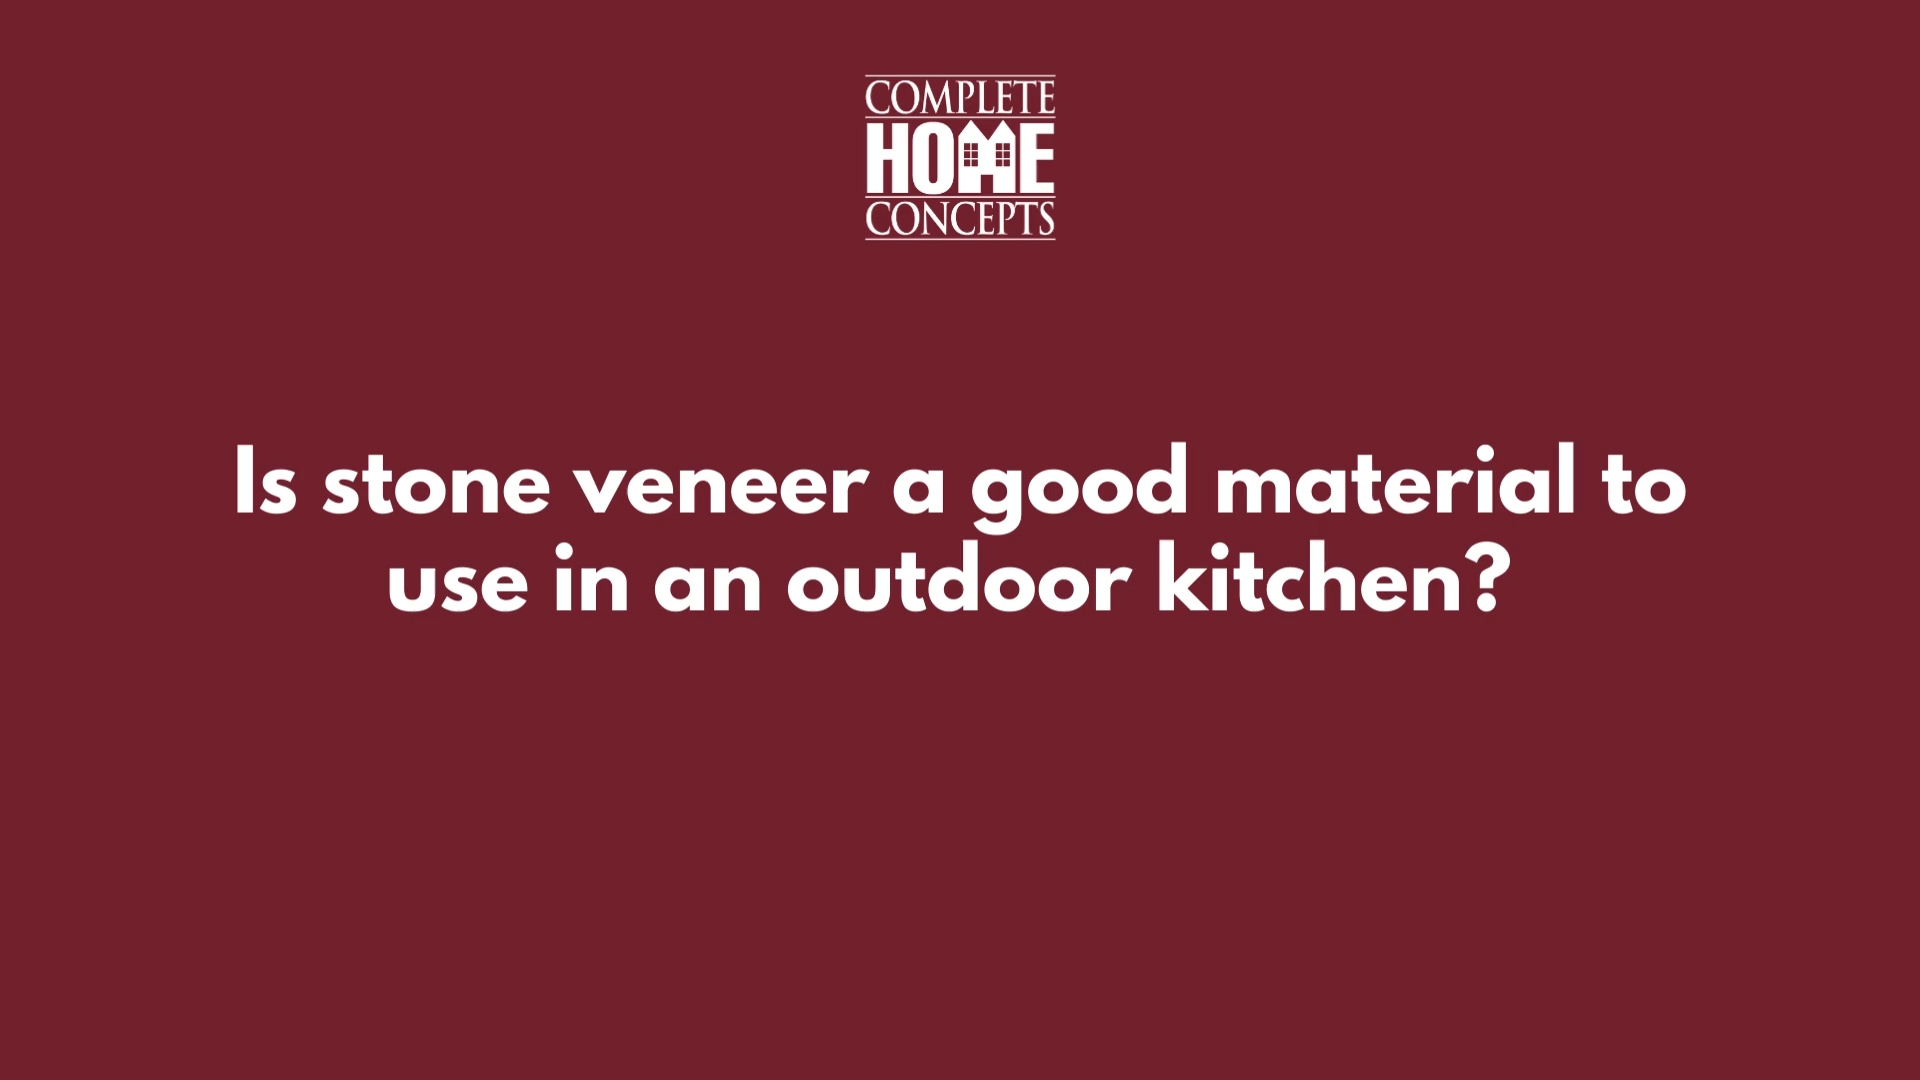 COMPLETE
HOME
CONCEPTS
Is stone veneer a good material to
use in an outdoor kitchen?